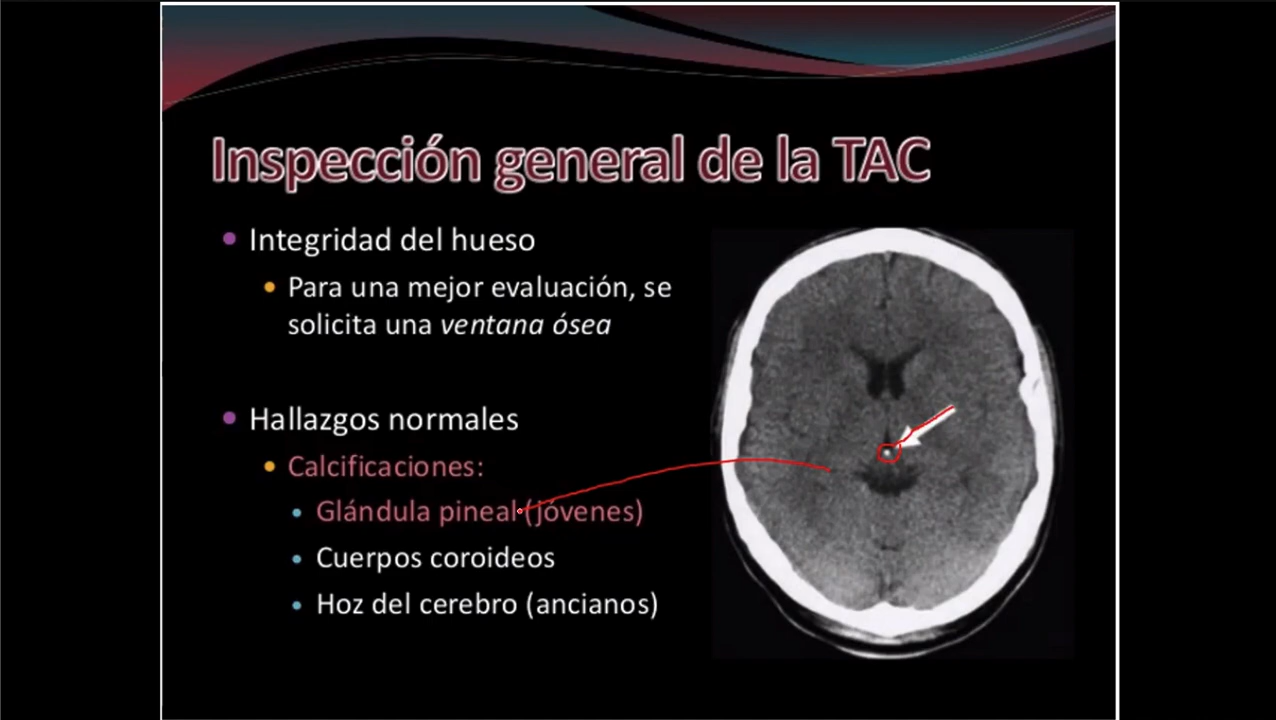 Inspección general de la TAC
Integridad del hueso
Para una mejor evaluación, se
solicita una ventana ósea
Hallazgos normales
Calcificaciones:
Glándula pineal (jóvenes)
Cuerpos coroideos
Hoz del cerebro (ancianos)